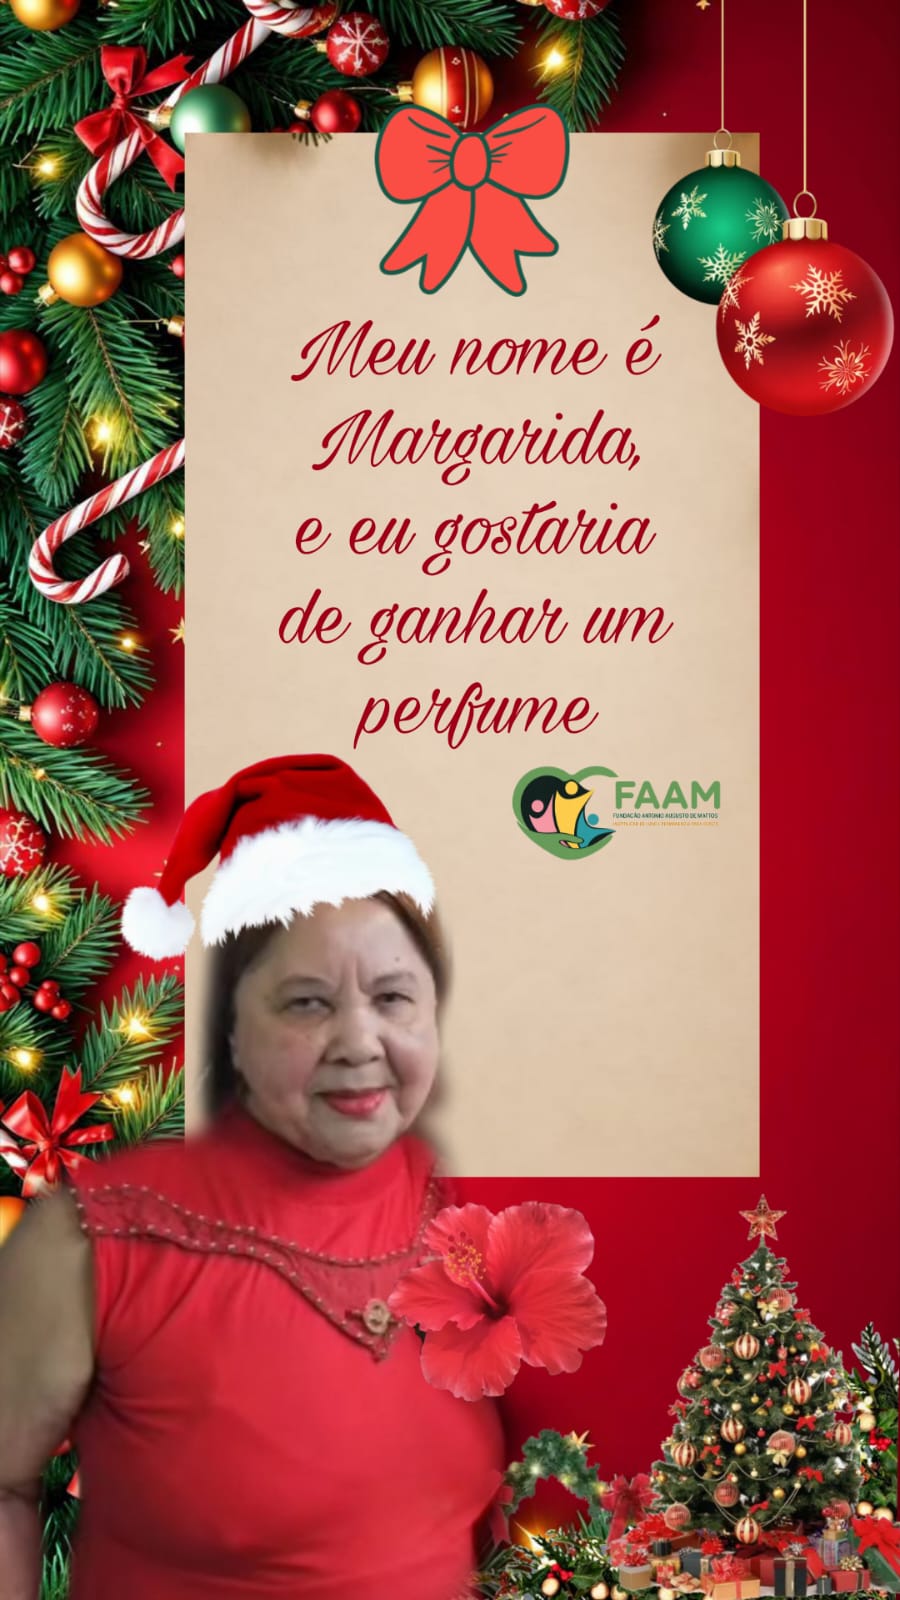 Meu nome é
Margarida,
e eu gostaria
de ganhar um
perfume
FAAM
FUNDAÇÃO ANTONIO AUGUSTO DE MATTOS